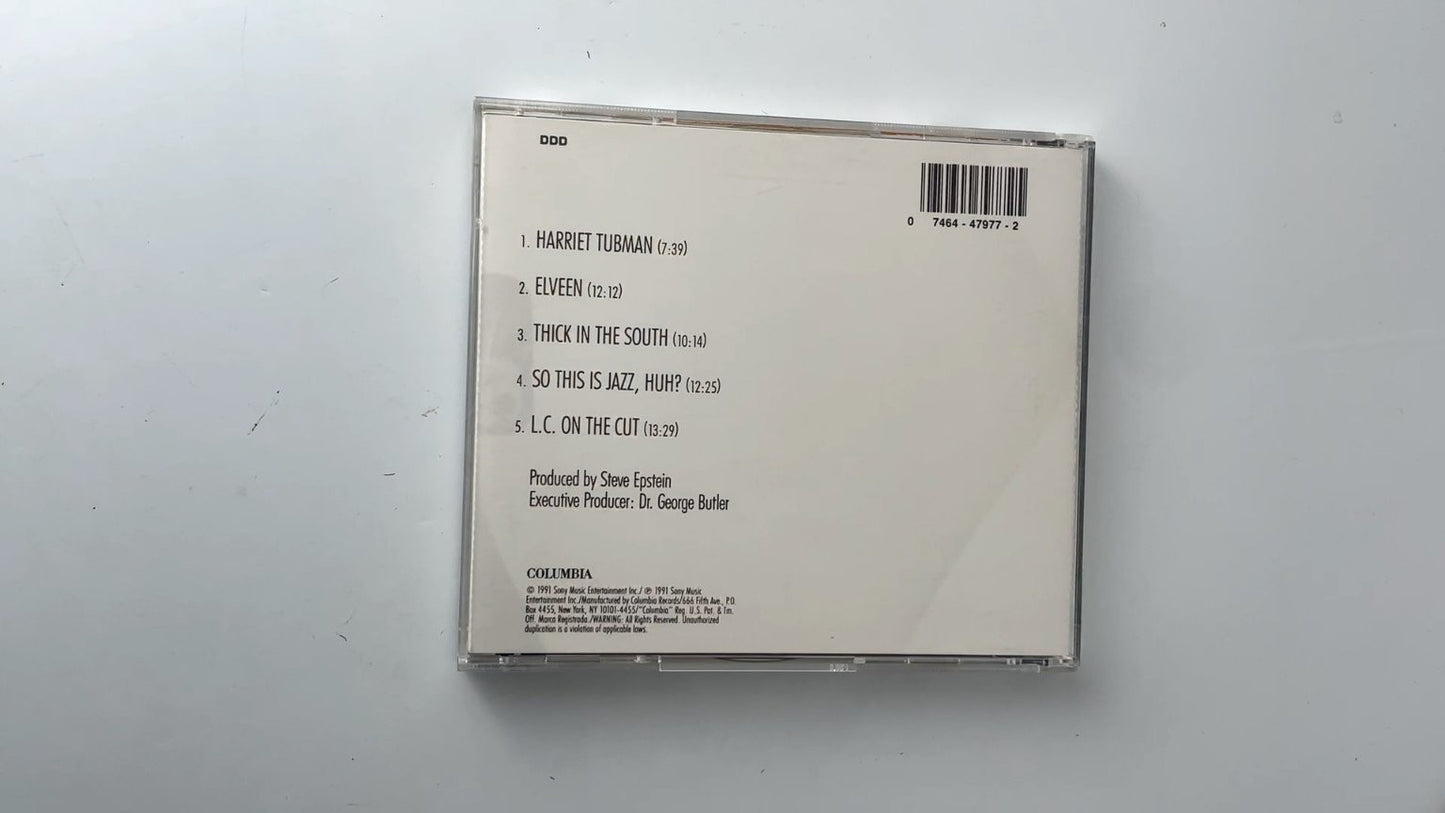 DDD
0 7464 - 47977 - 2
1. HARRIET TUBMAN (7:39)
2. ELVEEN (12:12)
3. THICK IN THE SOUTH (10:14)
4. SO THIS IS JAZZ, HUH? (12:25)
5. L.C. ON THE CUT (13:29)
Produced by Steve Epstein
Executive Producer: Dr. George Butler
COLUMBIA
© 1991 Sony Music Entertainment Inc./ ℗ 1991 Sony Music
Entertainment Inc./Manufactured by Columbia Records/666 Fifth Ave., P.O.
Box 4455, New York, NY 10101-4455/"Columbia" Reg. U.S. Pat. & Tm.
Off. Marca Registrada./WARNING: All Rights Reserved. Unauthorized
duplication is a violation of applicable laws.